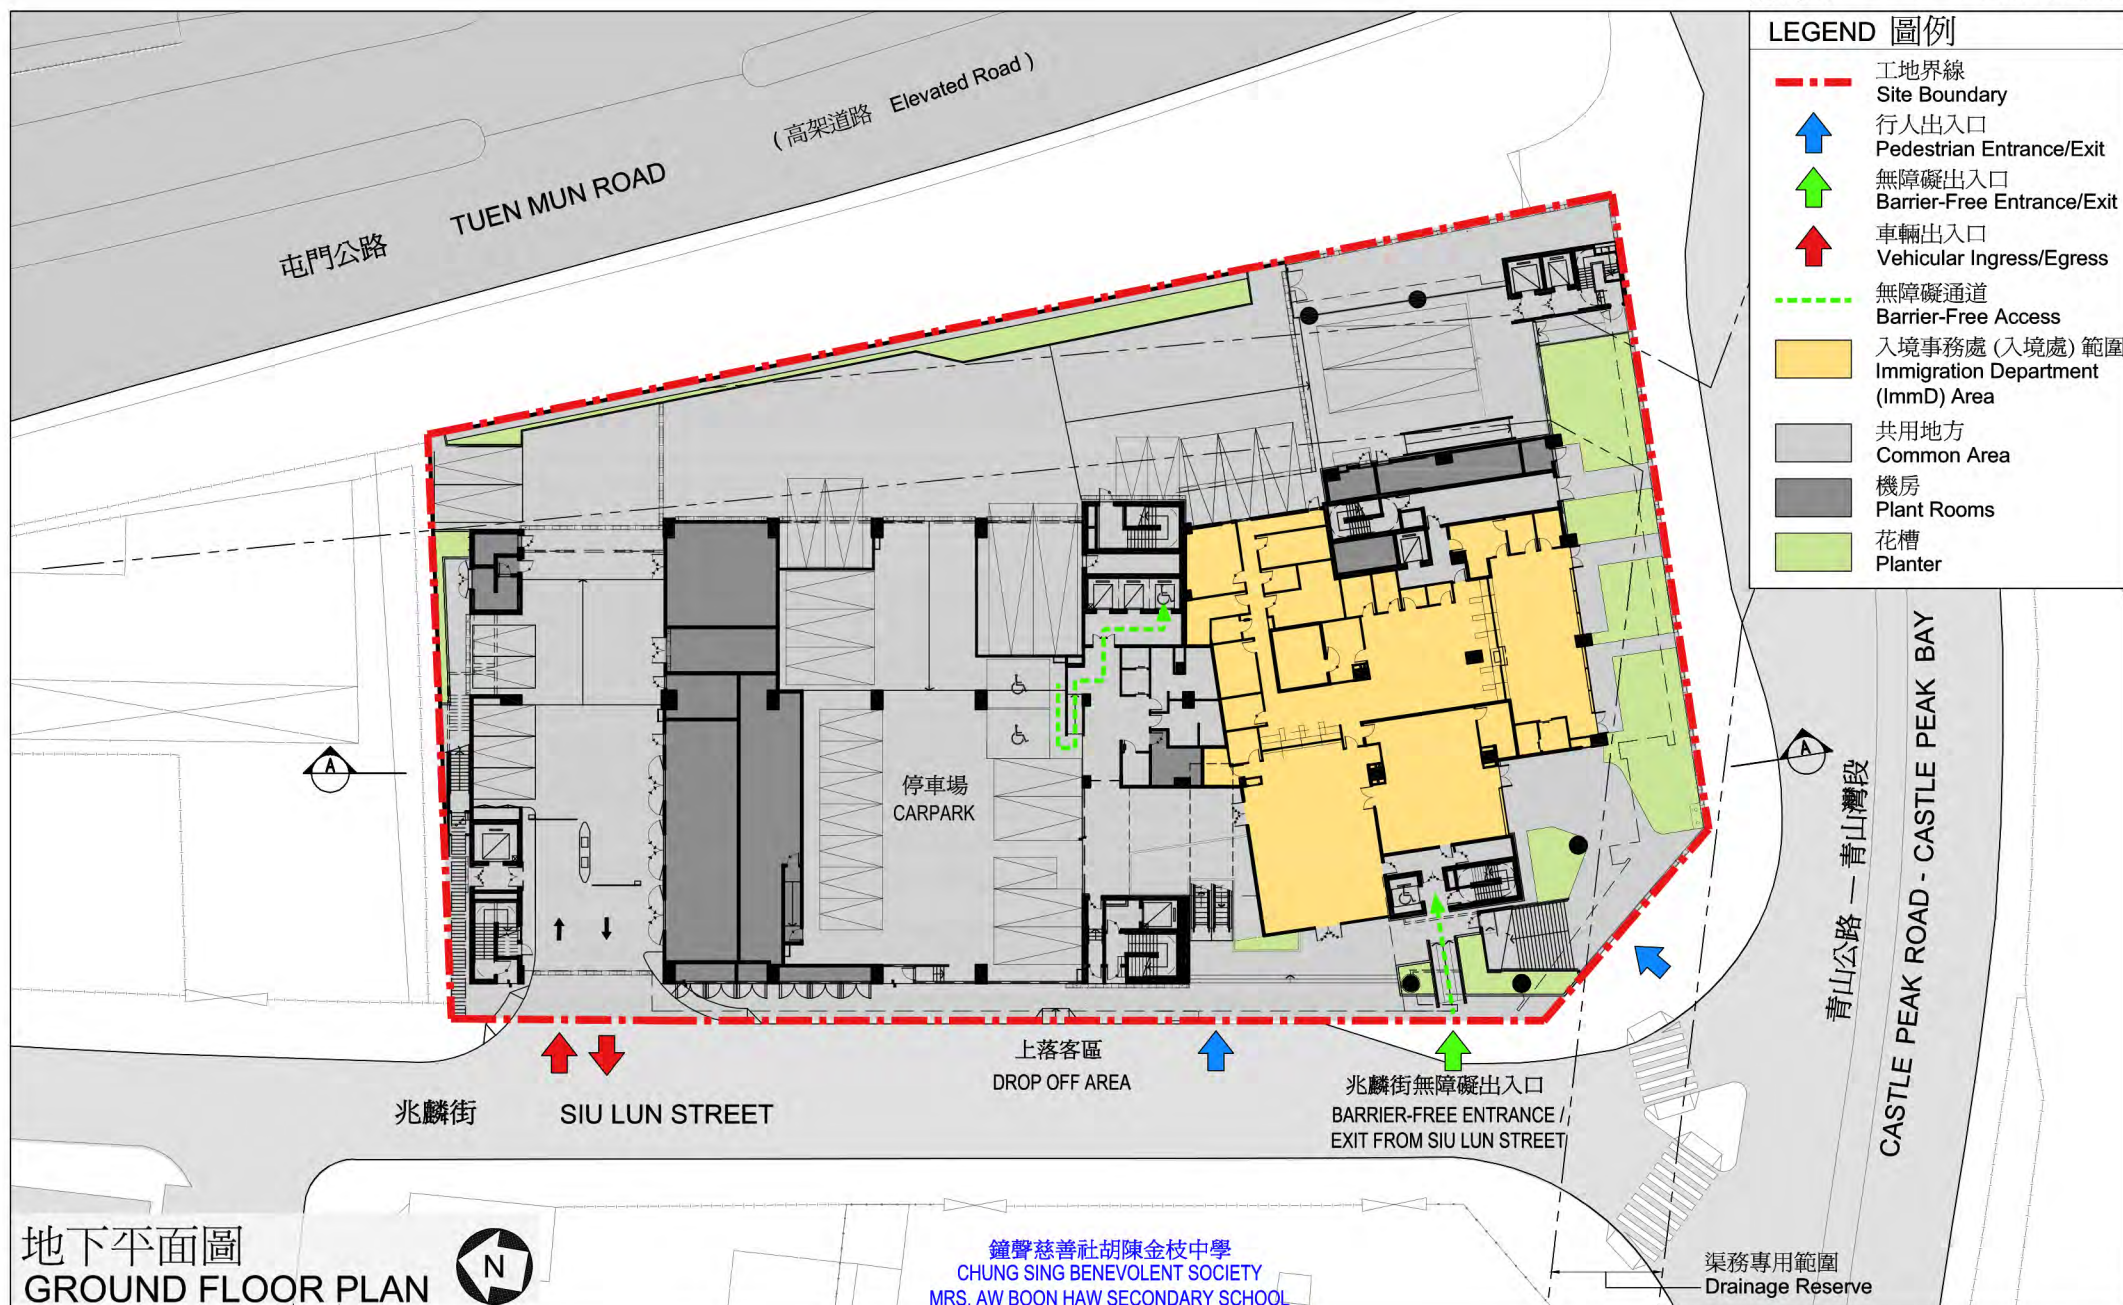 LEGEND 圖例
工地界線
Site Boundary
行人出入口
Pedestrian Entrance/Exit
無障礙出入口
Barrier-Free Entrance/Exit
車輛出入口
Vehicular Ingress/Egress
無障礙通道
Barrier-Free Access
入境事務處 (入境處) 範圍
Immigration Department
(ImmD) Area
共用地方
Common Area
機房
Plant Rooms
花槽
Planter
(高架道路 Elevated Road )
屯門公路 TUEN MUN ROAD
A
A
停車場
CARPARK
青山公路 — 青山灣段
CASTLE PEAK ROAD - CASTLE PEAK BAY
上落客區
DROP OFF AREA
兆麟街無障礙出入口
BARRIER-FREE ENTRANCE /
EXIT FROM SIU LUN STREET
兆麟街 SIU LUN STREET
地下平面圖
GROUND FLOOR PLAN
N
鐘聲慈善社胡陳金枝中學
CHUNG SING BENEVOLENT SOCIETY
MRS. AW BOON HAW SECONDARY SCHOOL
渠務專用範圍
Drainage Reserve